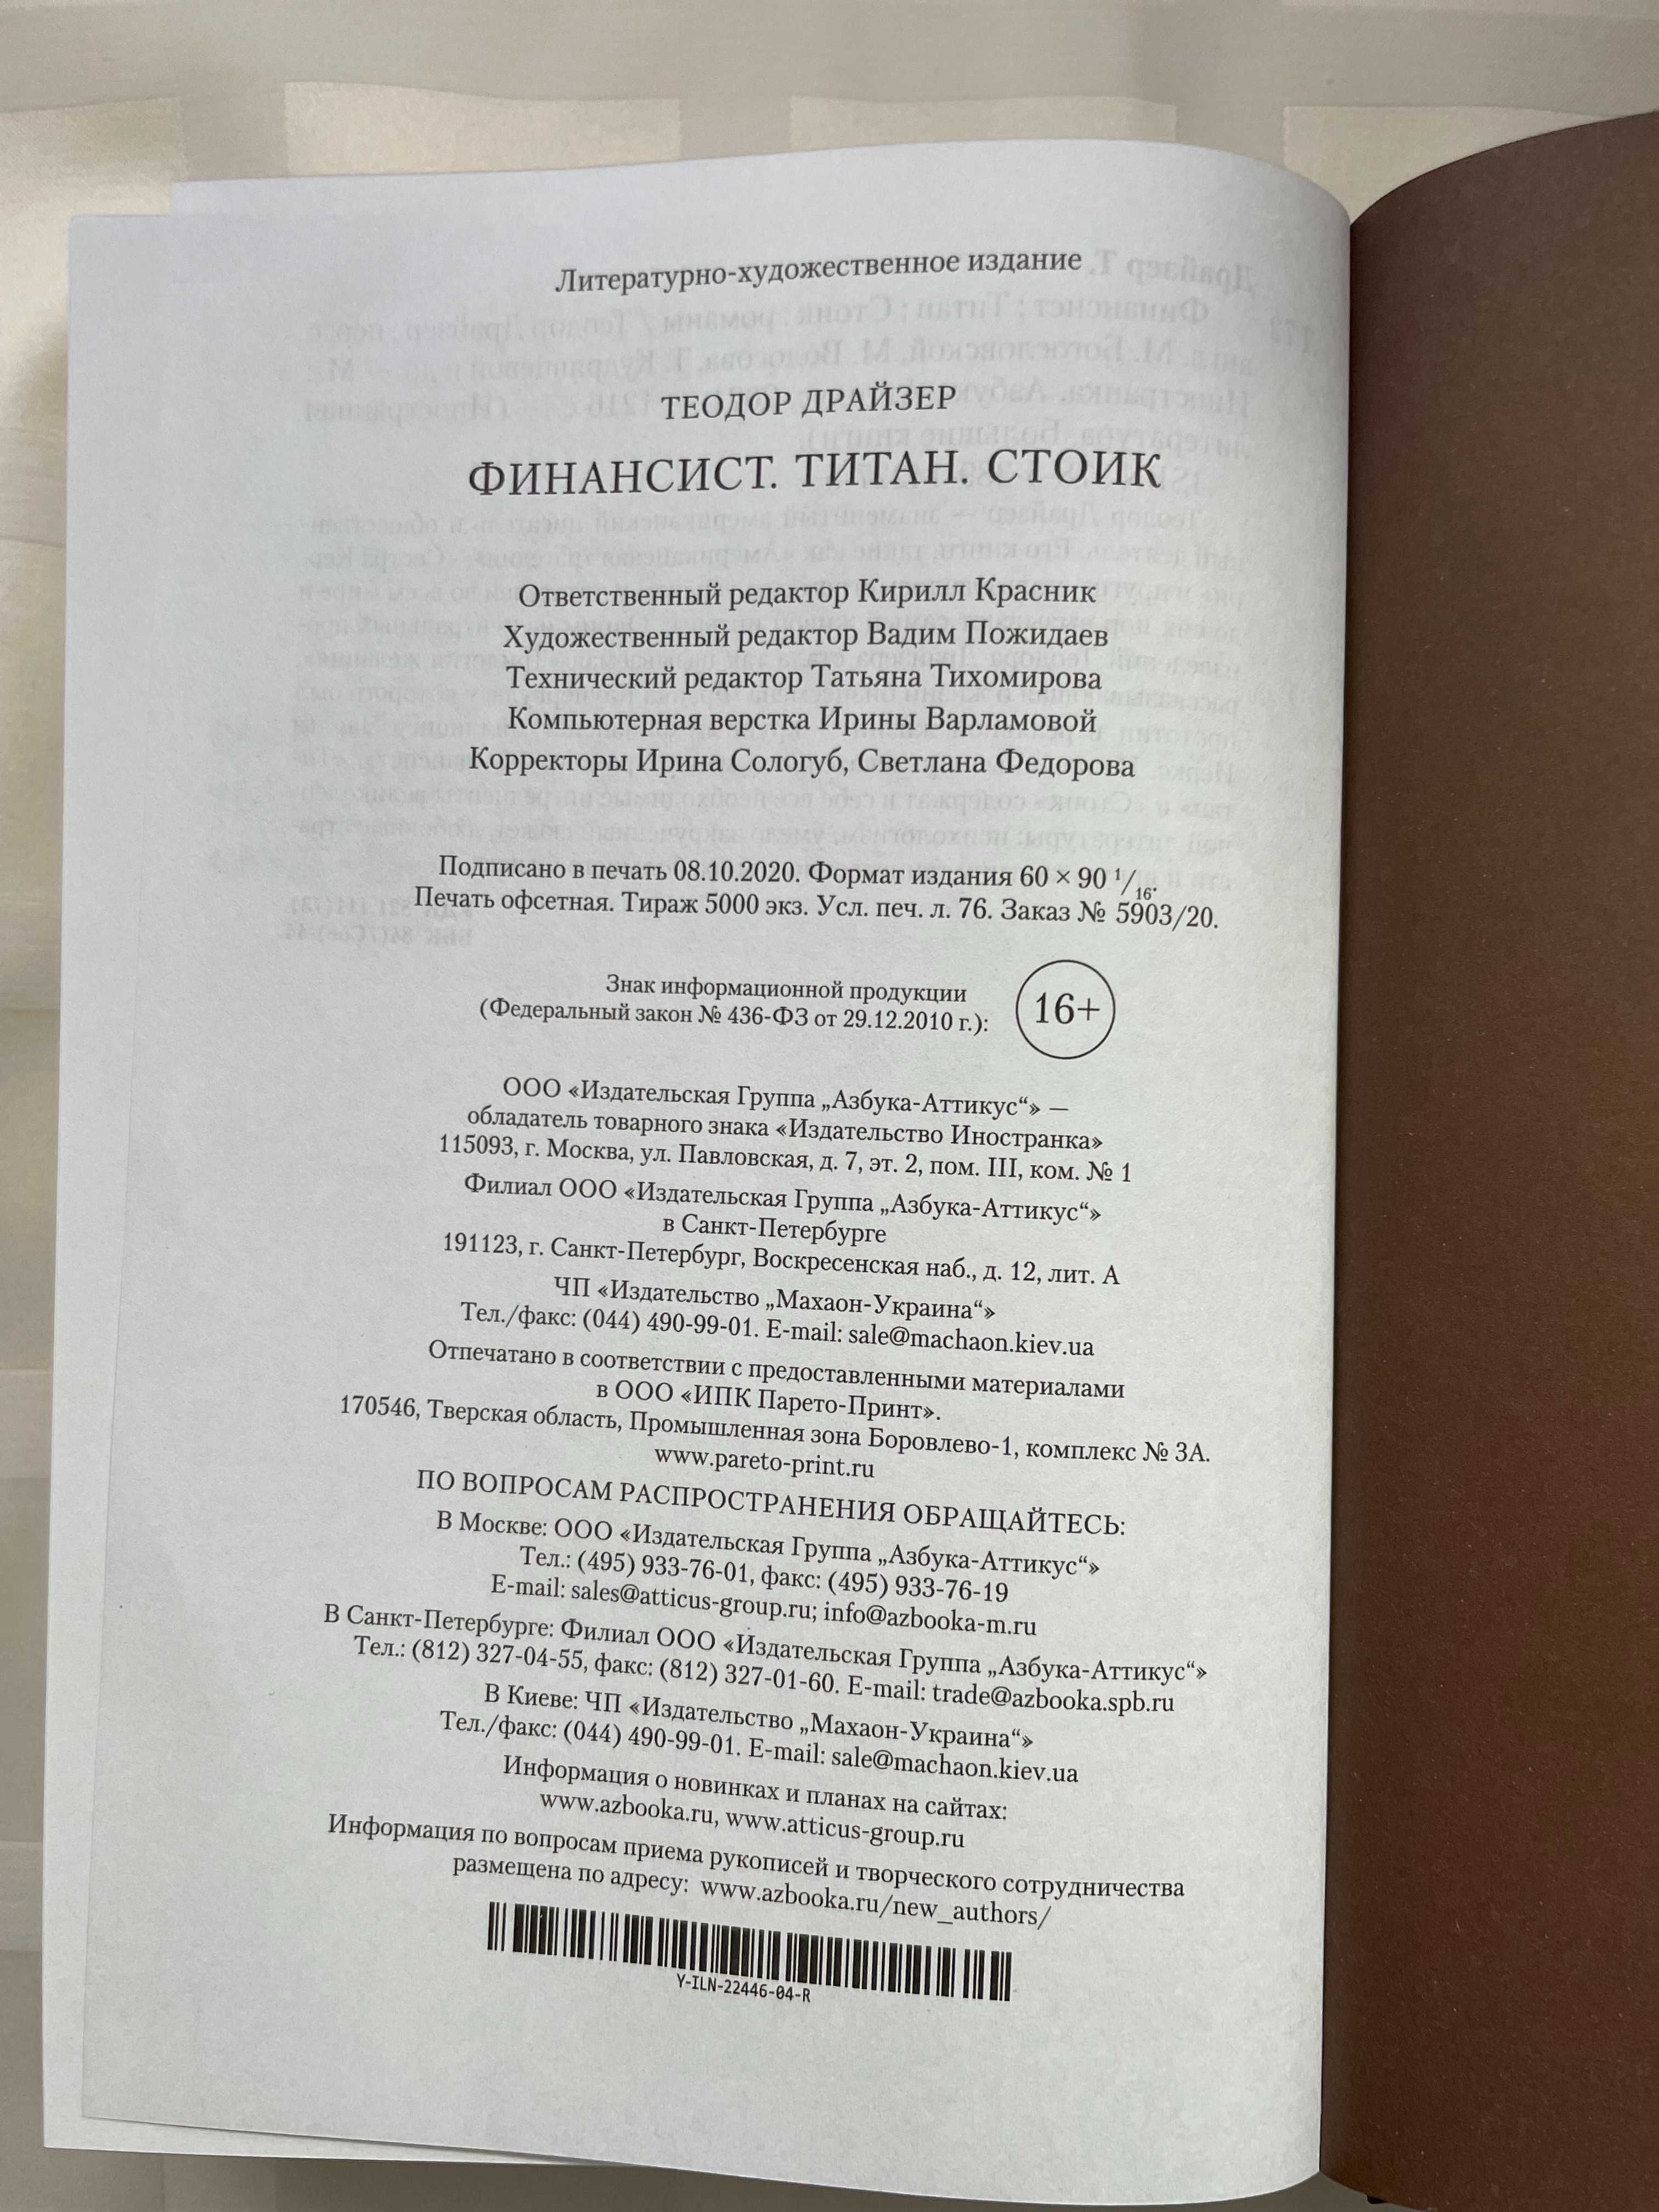 Литературно-художественное издание
ТЕОДОР ДРАЙЗЕР
ФИНАНСИСТ. ТИТАН. СТОИК
Ответственный редактор Кирилл Красник
Художественный редактор Вадим Пожидаев
Технический редактор Татьяна Тихомирова
Компьютерная верстка Ирины Варламовой
Корректоры Ирина Сологуб, Светлана Федорова
Подписано в печать 08.10.2020. Формат издания 60 × 90 1/16.
Печать офсетная. Тираж 5000 экз. Усл. печ. л. 76. Заказ № 5903/20.
Знак информационной продукции
(Федеральный закон № 436-ФЗ от 29.12.2010 г.):
16+
ООО «Издательская Группа „Азбука-Аттикус“» —
обладатель товарного знака «Издательство Иностранка»
115093, г. Москва, ул. Павловская, д. 7, эт. 2, пом. III, ком. № 1
Филиал ООО «Издательская Группа „Азбука-Аттикус“»
в Санкт-Петербурге
191123, г. Санкт-Петербург, Воскресенская наб., д. 12, лит. А
ЧП «Издательство „Махаон-Украина“»
Тел./факс: (044) 490-99-01. E-mail: sale@machaon.kiev.ua
Отпечатано в соответствии с предоставленными материалами
в ООО «ИПК Парето-Принт».
170546, Тверская область, Промышленная зона Боровлево-1, комплекс № 3А.
www.pareto-print.ru
ПО ВОПРОСАМ РАСПРОСТРАНЕНИЯ ОБРАЩАЙТЕСЬ:
В Москве: ООО «Издательская Группа „Азбука-Аттикус“»
Тел.: (495) 933-76-01, факс: (495) 933-76-19
E-mail: sales@atticus-group.ru; info@azbooka-m.ru
В Санкт-Петербурге: Филиал ООО «Издательская Группа „Азбука-Аттикус“»
Тел.: (812) 327-04-55, факс: (812) 327-01-60. E-mail: trade@azbooka.spb.ru
В Киеве: ЧП «Издательство „Махаон-Украина“»
Тел./факс: (044) 490-99-01. E-mail: sale@machaon.kiev.ua
Информация о новинках и планах на сайтах:
www.azbooka.ru, www.atticus-group.ru
Информация по вопросам приема рукописей и творческого сотрудничества
размещена по адресу: www.azbooka.ru/new_authors/
Y-ILN-22446-04-R